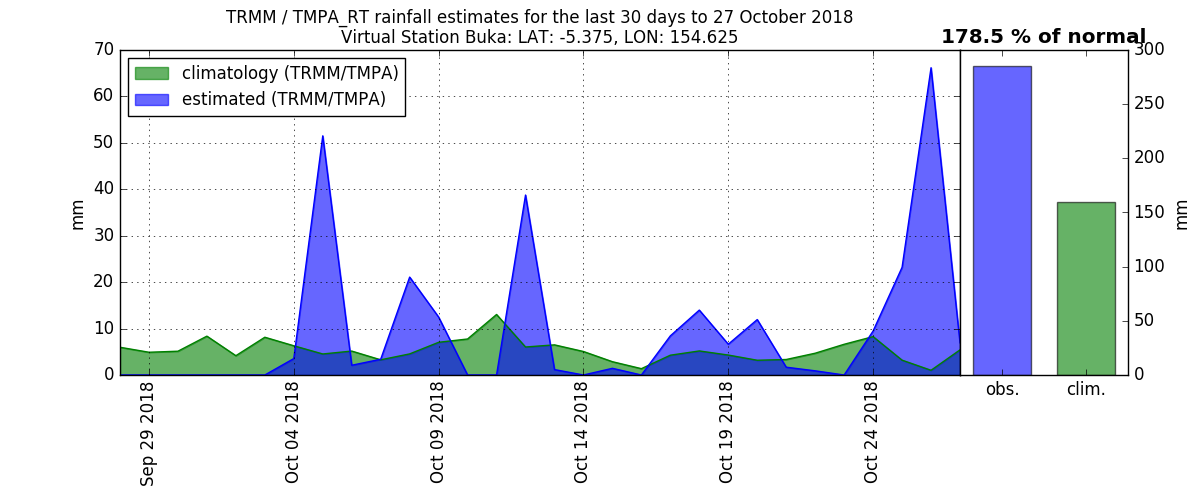 TRMM / TMPA_RT rainfall estimates for the last 30 days to 27 October 2018
Virtual Station Buka: LAT: -5.375, LON: 154.625
178.5 % of normal
climatology (TRMM/TMPA)
estimated (TRMM/TMPA)
70
60
50
40
30
20
10
0
mm
Sep 29 2018
Oct 04 2018
Oct 09 2018
Oct 14 2018
Oct 19 2018
Oct 24 2018
300
250
200
150
100
50
0
mm
obs.
clim.